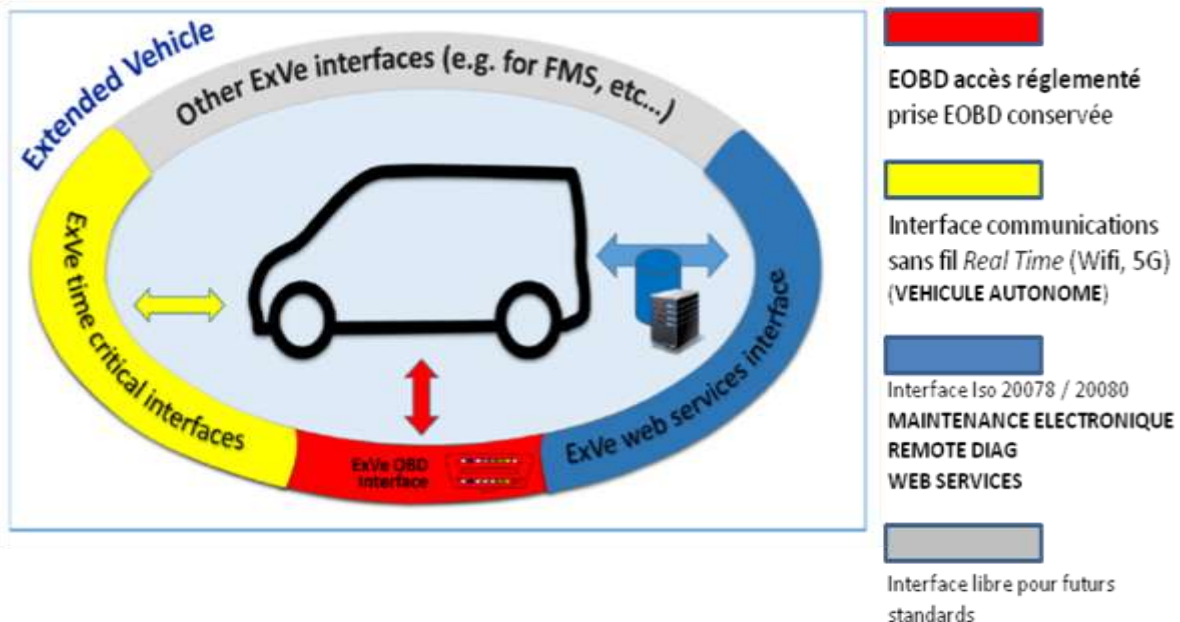 Extended Vehicle
Other ExVe interfaces (e.g. for FMS, etc...)
ExVe time critical interfaces
ExVe OBD
Interface
ExVe web services interface
EOBD accès réglementé
prise EOBD conservée
Interface communications
sans fil Real Time (Wifi, 5G)
(VEHICULE AUTONOME)
Interface Iso 20078 / 20080
MAINTENANCE ELECTRONIQUE
REMOTE DIAG
WEB SERVICES
Interface libre pour futurs
standards